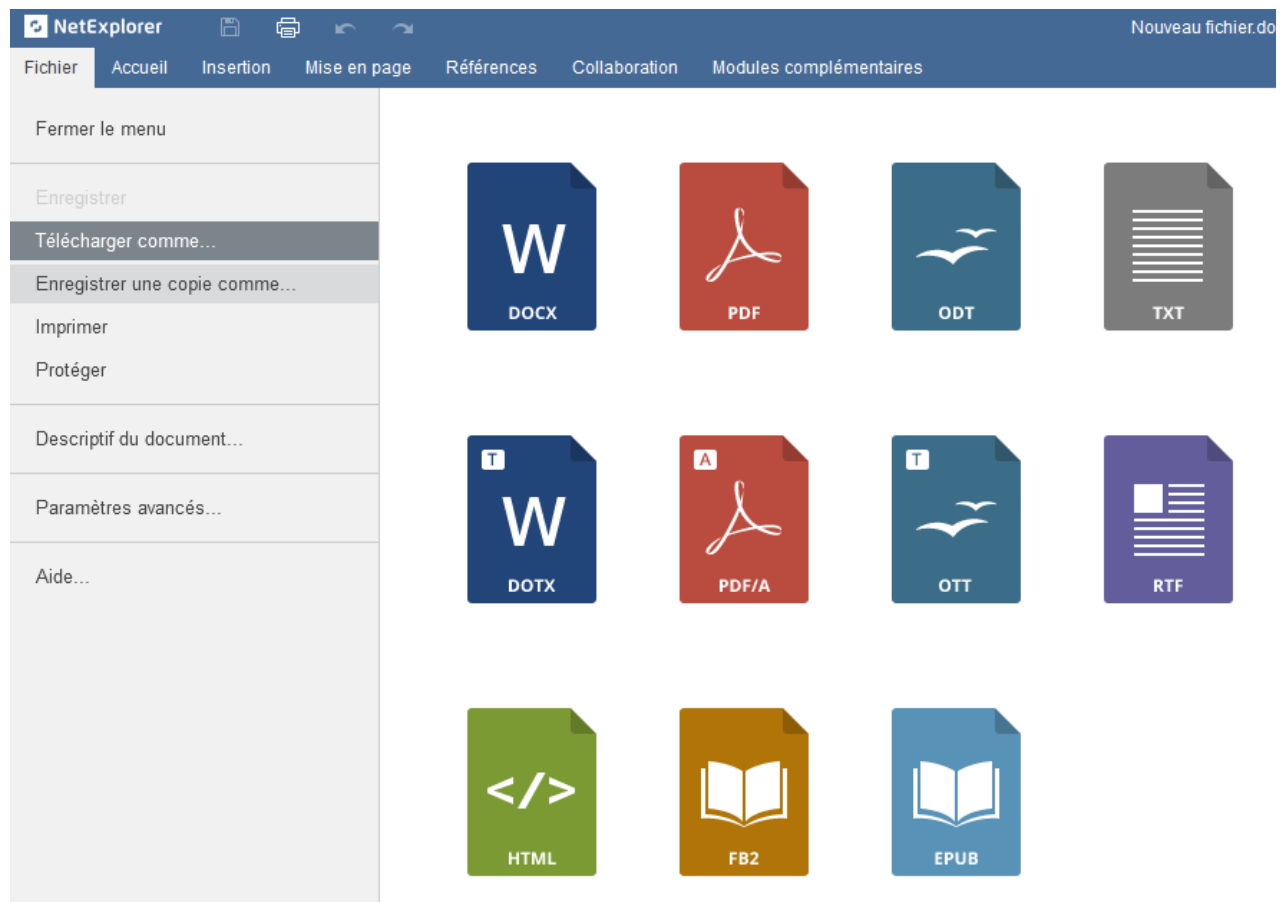 NetExplorer
Nouveau fichier.do
Fichier Accueil Insertion Mise en page Références Collaboration Modules complémentaires
Fermer le menu
Enregistrer
Télécharger comme...
Enregistrer une copie comme...
Imprimer
Protéger
Descriptif du document...
Paramètres avancés...
Aide...
W
DOCX
PDF
ODT
TXT
T
W
DOTX
A
PDF/A
T
OTT
RTF
</>
HTML
FB2
EPUB